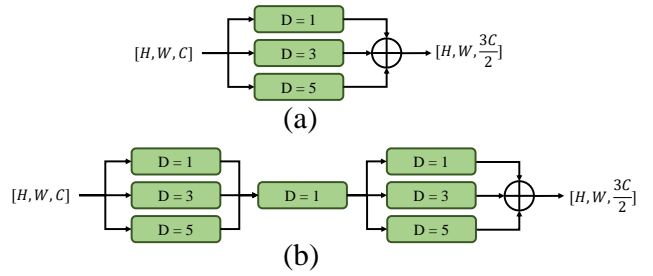 D = 1
[H, W, C] D = 3 [H, W, 3C/2]
D = 5
(a)
D = 1 D = 1
[H, W, C] D = 3 D = 1 D = 3 [H, W, 3C/2]
D = 5 D = 5
(b)